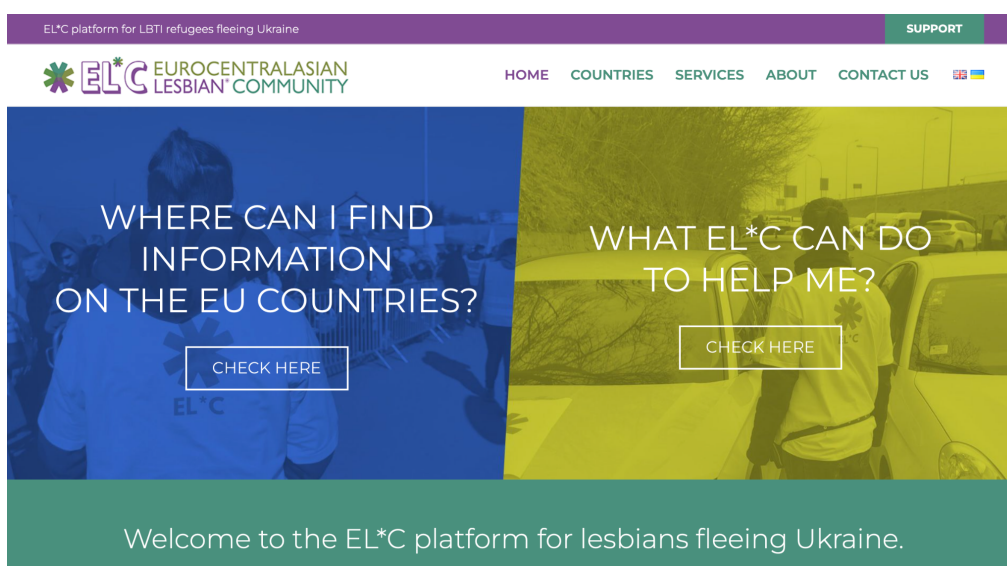 EL*C platform for LBTI refugees fleeing Ukraine
SUPPORT
EL*C EUROCENTRALASIAN
LESBIAN* COMMUNITY
HOME COUNTRIES SERVICES ABOUT CONTACT US
WHERE CAN I FIND
INFORMATION
ON THE EU COUNTRIES?
CHECK HERE
EL*C
WHAT EL*C CAN DO
TO HELP ME?
CHECK HERE
EL*C
Welcome to the EL*C platform for lesbians fleeing Ukraine.